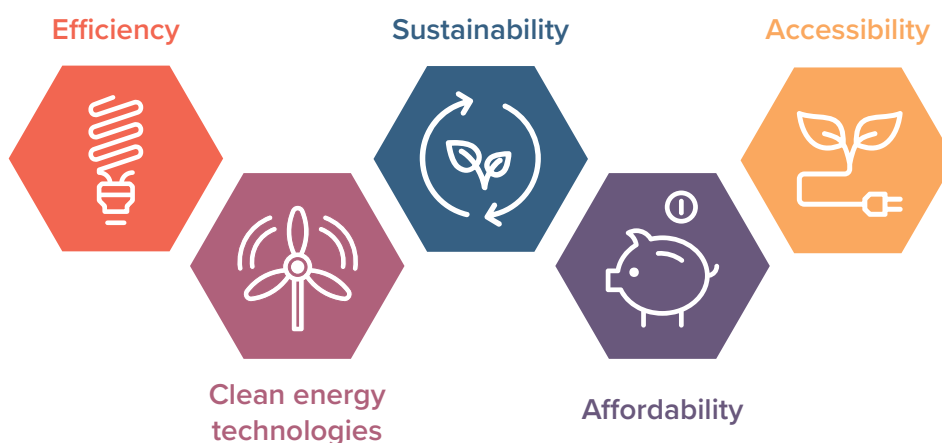 Efficiency
Sustainability
Accessibility
Clean energy
technologies
Affordability